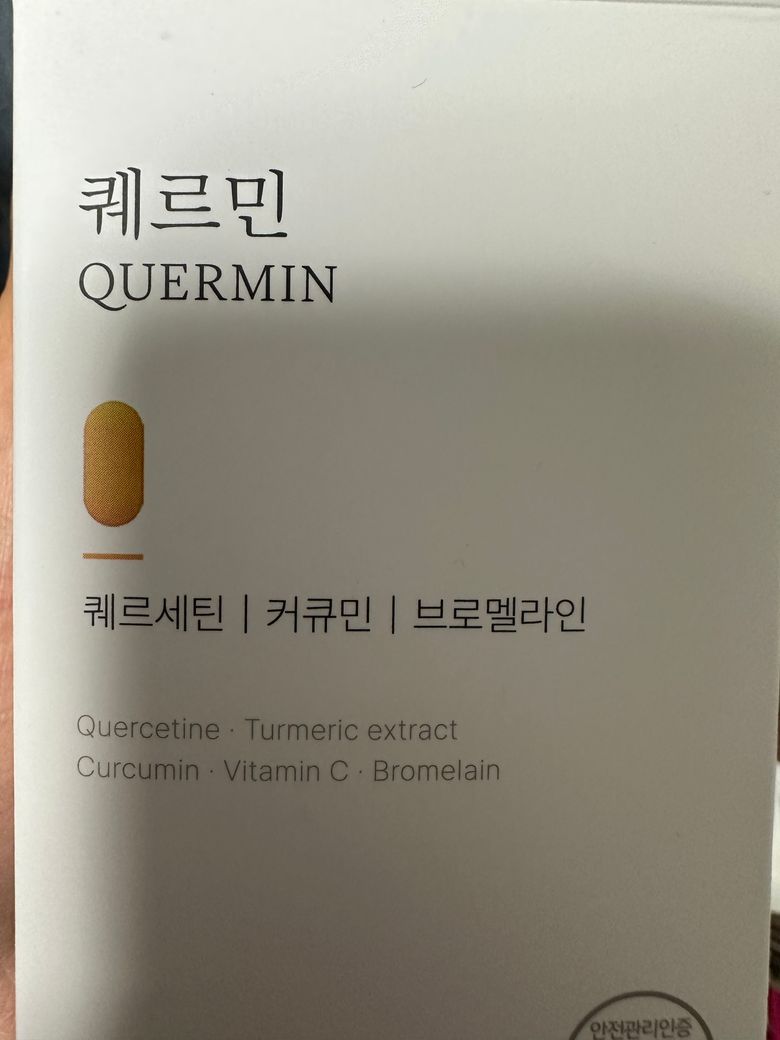 퀘르민
QUERMIN
퀘르세틴 | 커큐민 | 브로멜라인
Quercetine · Turmeric extract
Curcumin · Vitamin C · Bromelain
안전관리인증